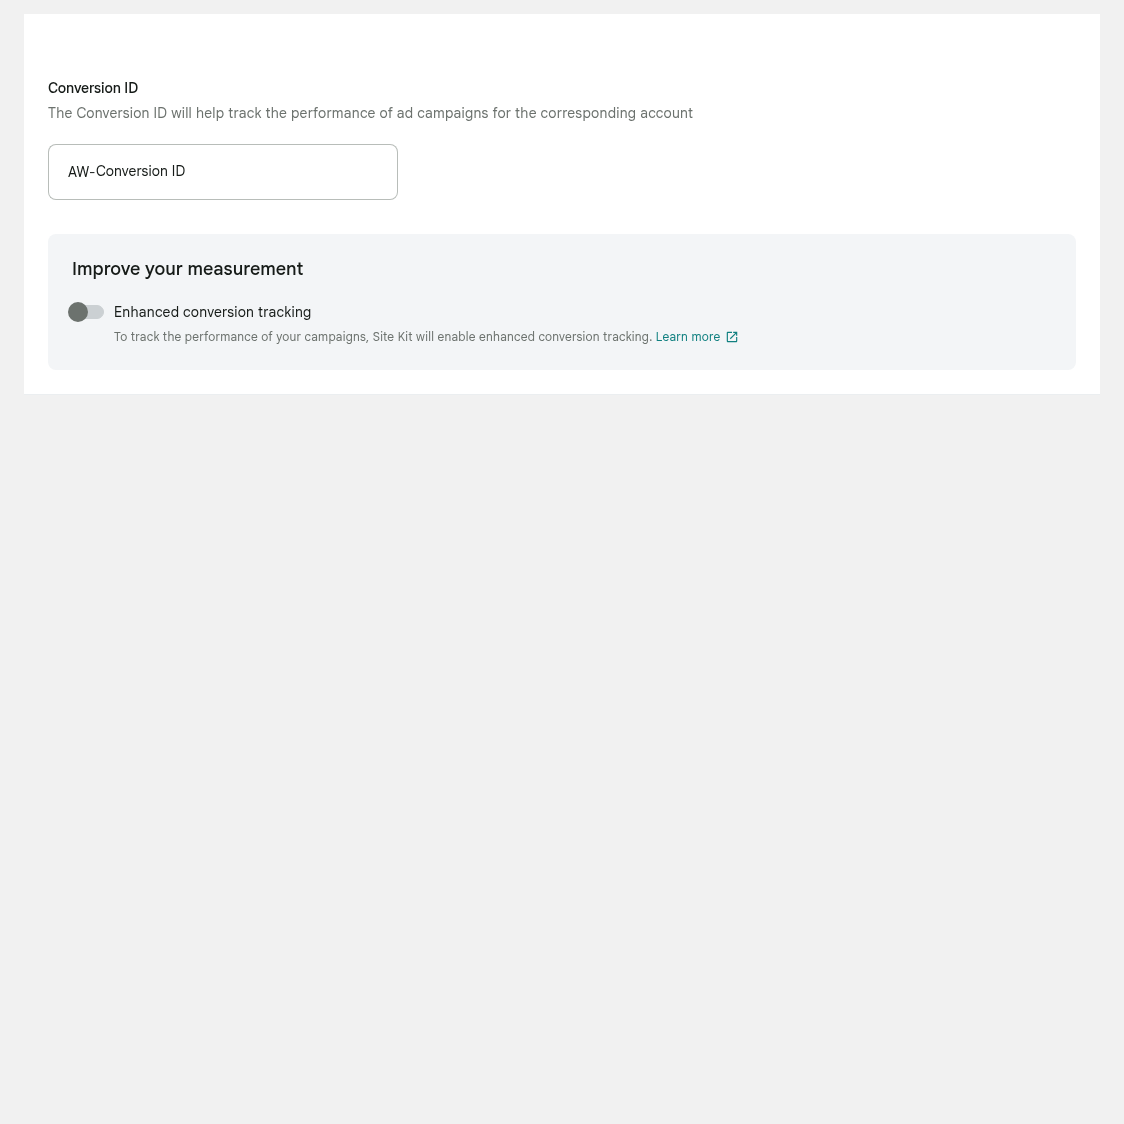 Conversion ID
The Conversion ID will help track the performance of ad campaigns for the corresponding account
AW-Conversion ID
Improve your measurement
Enhanced conversion tracking
To track the performance of your campaigns, Site Kit will enable enhanced conversion tracking. Learn more